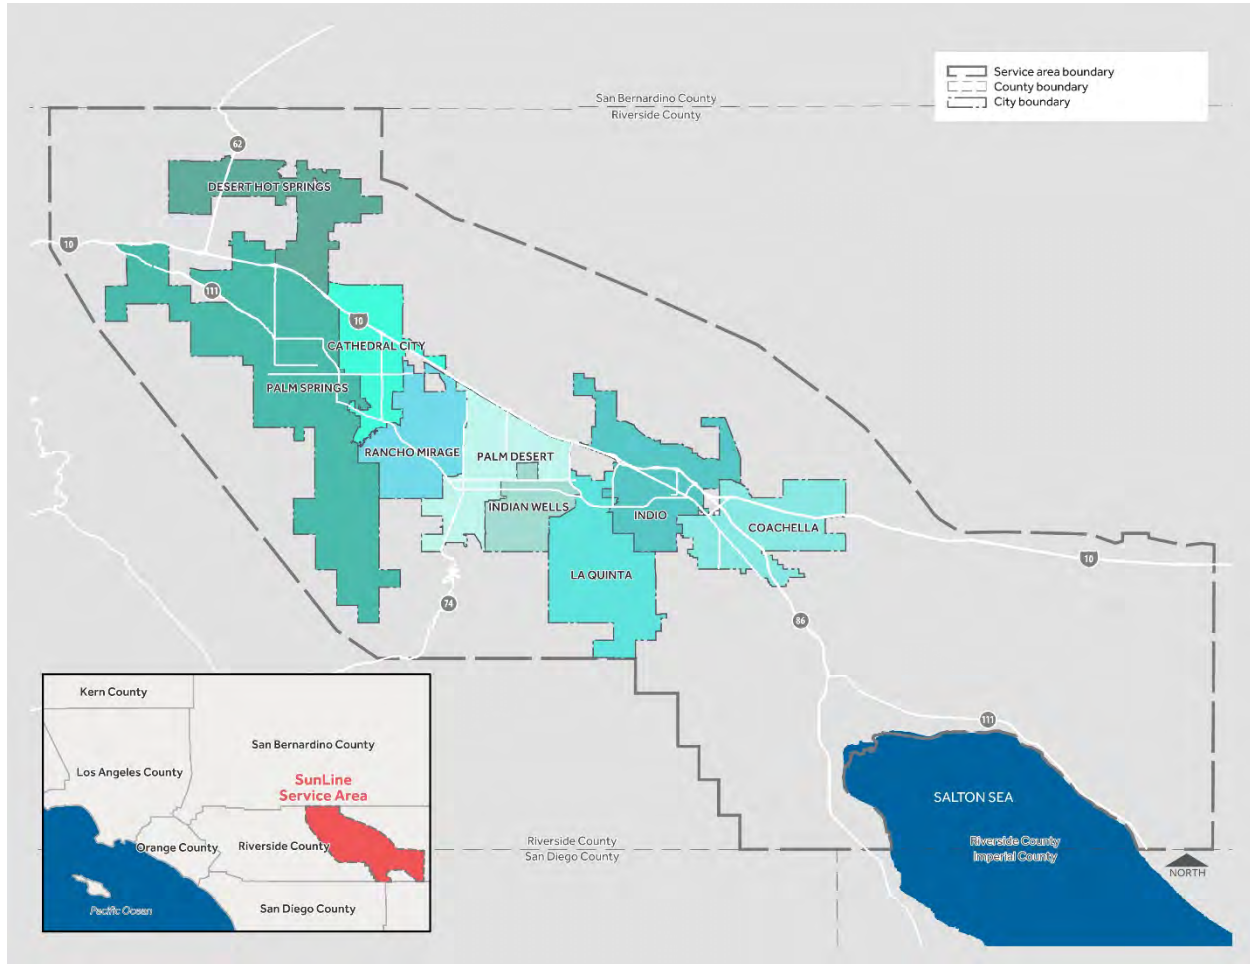 Service area boundary
County boundary
City boundary
San Bernardino County
Riverside County
62
DESERT HOT SPRINGS
10
111
10
CATHEDRAL CITY
PALM SPRINGS
RANCHO MIRAGE
PALM DESERT
INDIAN WELLS
INDIO
COACHELLA
10
LA QUINTA
74
86
111
SALTON SEA
Riverside County
San Diego County
Riverside County
Imperial County
NORTH
Kern County
San Bernardino County
Los Angeles County
SunLine
Service Area
Orange County
Riverside County
San Diego County
Pacific Ocean